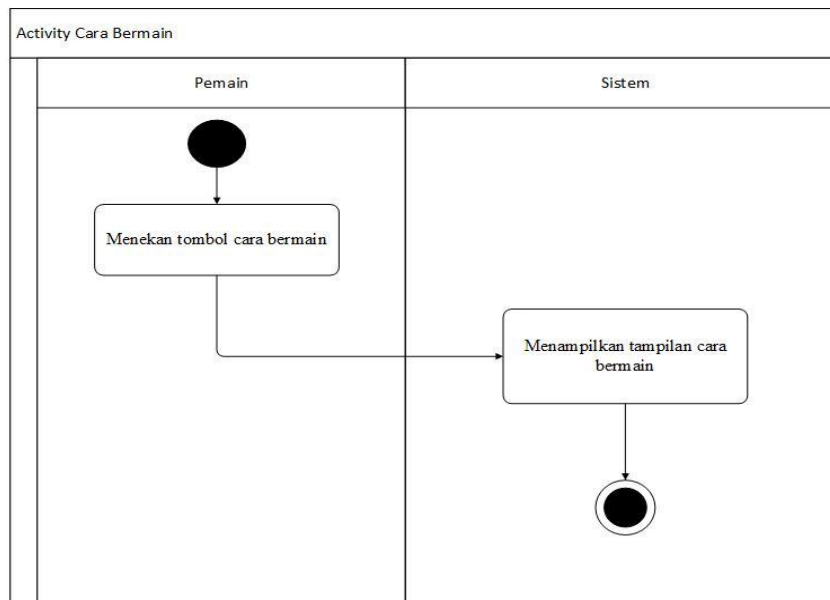 Activity Cara Bermain
Pemain
Sistem
Menekan tombol cara bermain
Menampilkan tampilan cara
bermain